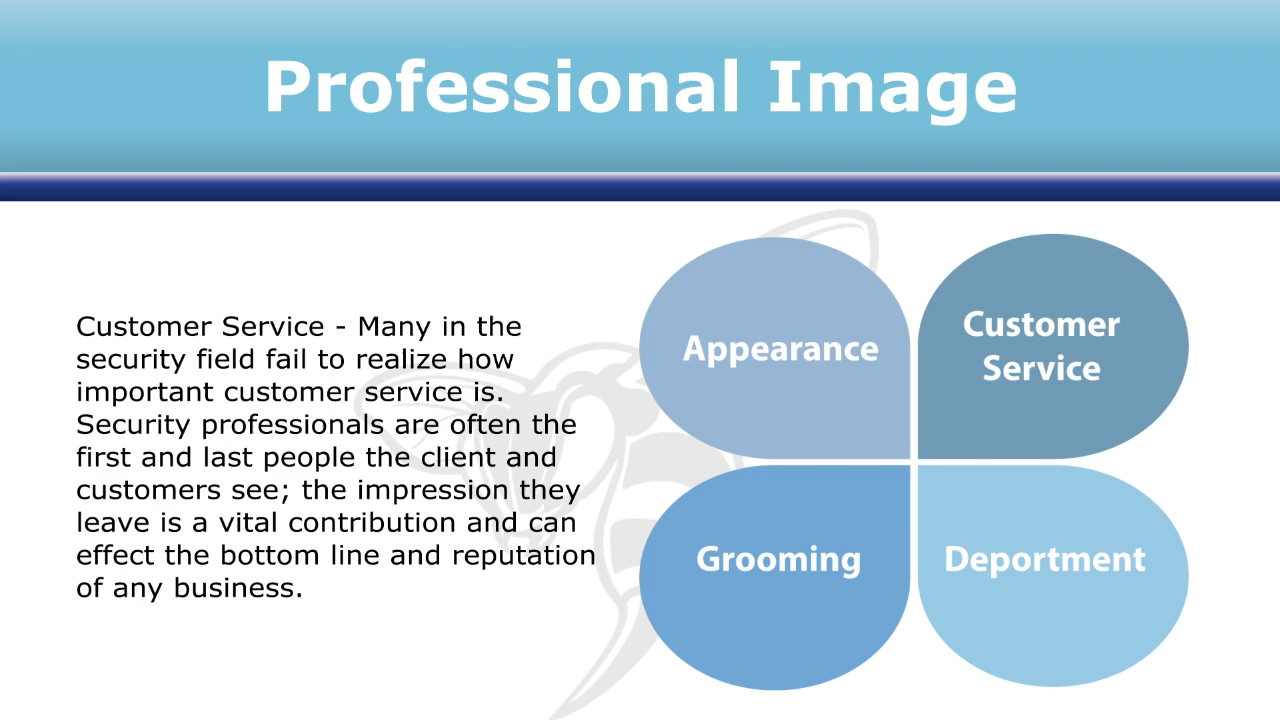 Professional Image
Customer Service - Many in the
security field fail to realize how
important customer service is.
Security professionals are often the
first and last people the client and
customers see; the impression they
leave is a vital contribution and can
effect the bottom line and reputation
of any business.
Appearance
Customer
Service
Grooming
Deportment